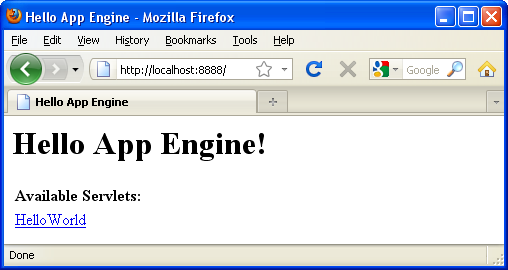 Hello App Engine - Mozilla Firefox
File Edit View History Bookmarks Tools Help
http://localhost:8888/ Google
Hello App Engine
Hello App Engine!
Available Servlets:
HelloWorld
Done